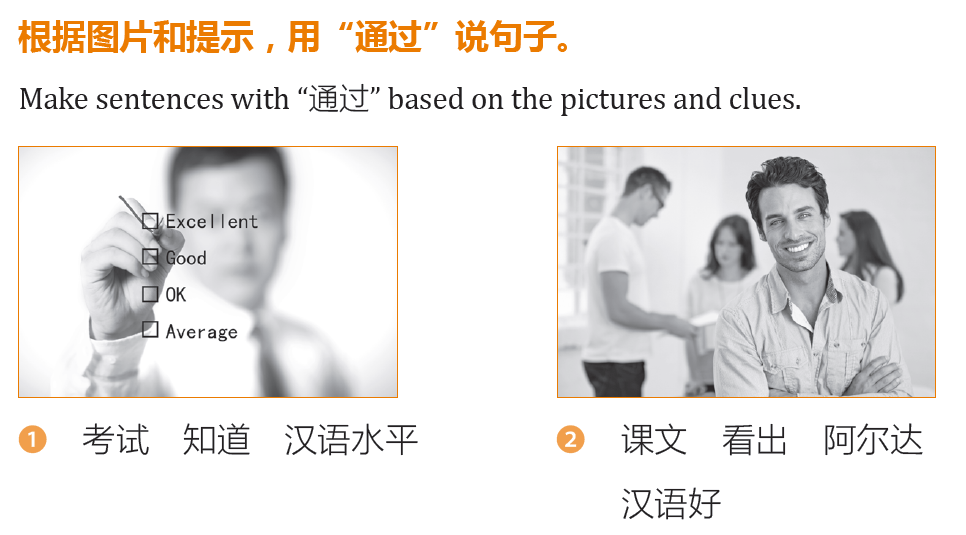 根据图片和提示，用“通过”说句子。
Make sentences with “通过” based on the pictures and clues.
□ Excellent
□ Good
□ OK
□ Average
1 考试 知道 汉语水平
2 课文 看出 阿尔达
汉语好